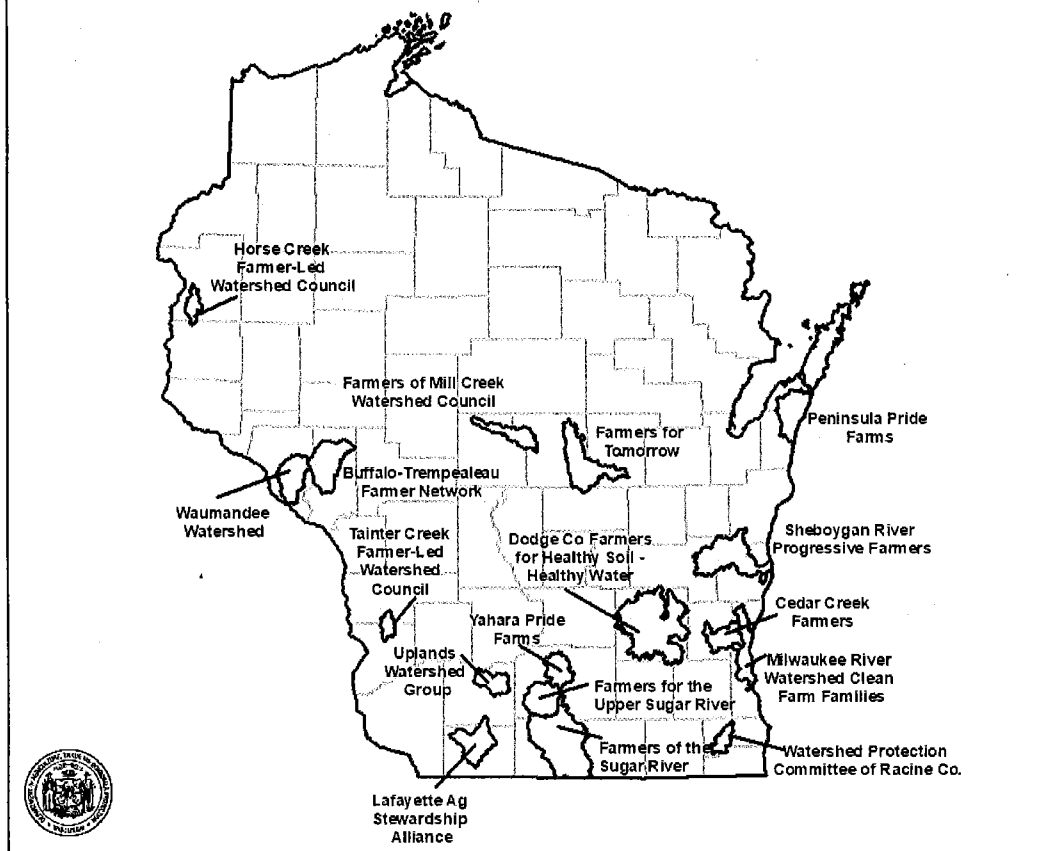 Horse Creek
Farmer-Led
Watershed Council
Farmers of Mill Creek
Watershed Council
Farmers for
Tomorrow
Peninsula Pride
Farms
Buffalo-Trempealeau
Farmer Network
Waumandee
Watershed
Tainter Creek
Farmer-Led
Watershed
Council
Dodge Co Farmers
for Healthy Soil -
Healthy Water
Sheboygan River
Progressive Farmers
Cedar Creek
Farmers
Yahara Pride
Farms
Uplands
Watershed
Group
Milwaukee River
Watershed Clean
Farm Families
Farmers for the
Upper Sugar River
Farmers of the
Sugar River
Watershed Protection
Committee of Racine Co.
Lafayette Ag
Stewardship
Alliance